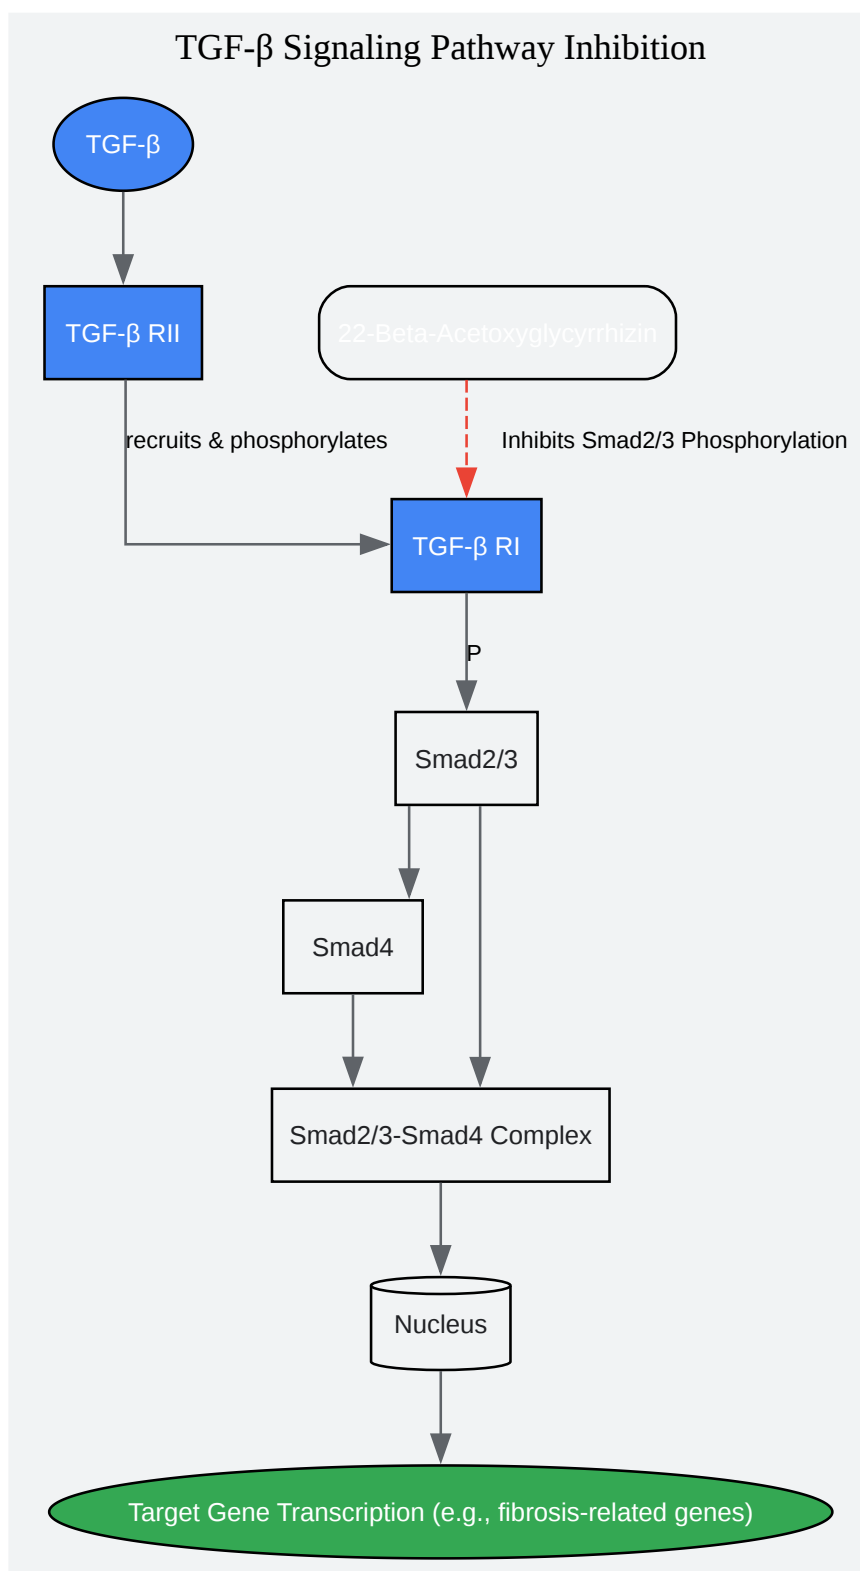 TGF-β Signaling Pathway Inhibition
TGF-β
TGF-β RII
22-Beta-Acetoxyglycyrrhizin
recruits & phosphorylates
Inhibits Smad2/3 Phosphorylation
TGF-β RI
P
Smad2/3
Smad4
Smad2/3-Smad4 Complex
Nucleus
Target Gene Transcription (e.g., fibrosis-related genes)